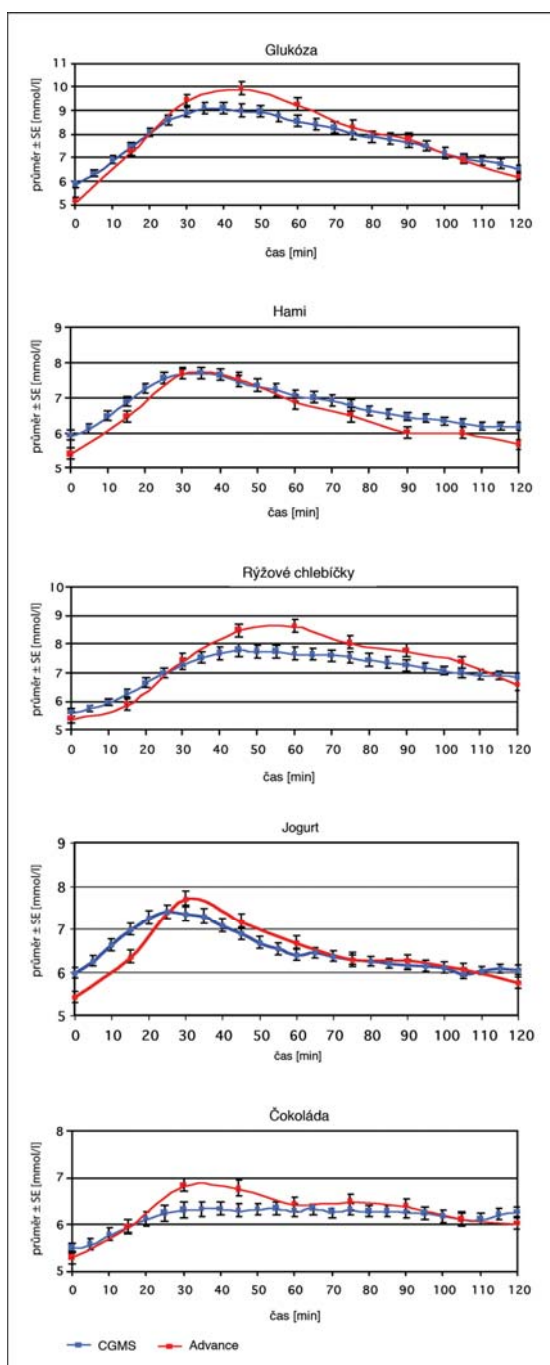 Glukóza
průměr ± SE [mmol/l]
11
10
9
8
7
6
5
0 10 20 30 40 50 60 70 80 90 100 110 120
čas [min]
Hami
průměr ± SE [mmol/l]
9
8
7
6
5
0 10 20 30 40 50 60 70 80 90 100 110 120
čas [min]
Rýžové chlebíčky
průměr ± SE [mmol/l]
10
9
8
7
6
5
0 10 20 30 40 50 60 70 80 90 100 110 120
čas [min]
Jogurt
průměr ± SE [mmol/l]
9
8
7
6
5
0 10 20 30 40 50 60 70 80 90 100 110 120
čas [min]
Čokoláda
průměr ± SE [mmol/l]
8
7
6
5
0 10 20 30 40 50 60 70 80 90 100 110 120
čas [min]
CGMS Advance